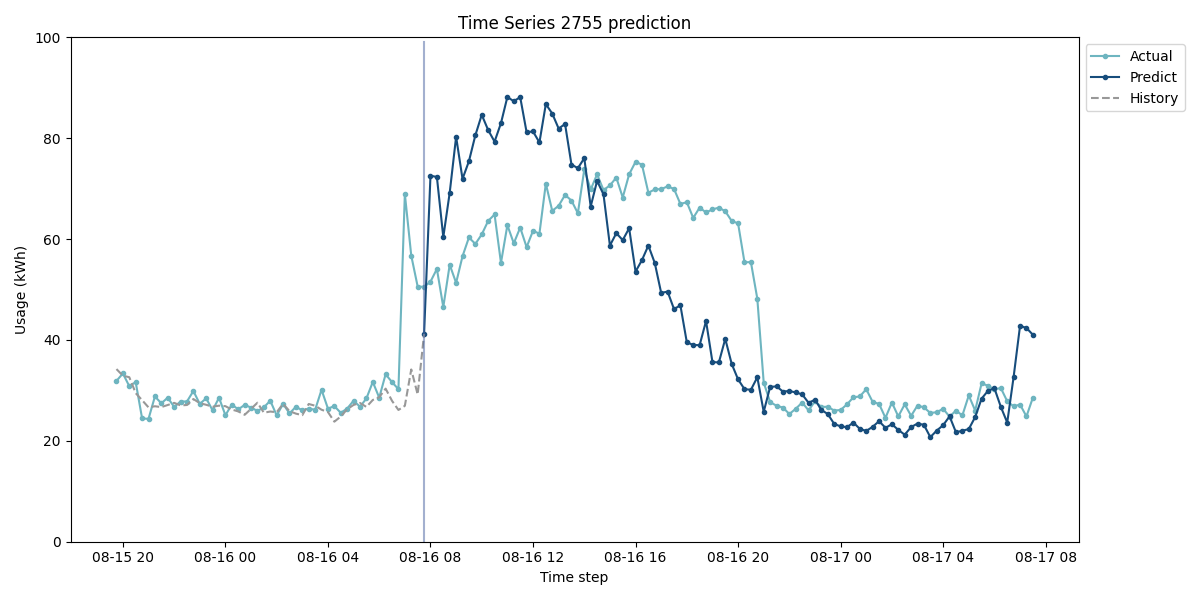 Time Series 2755 prediction
100
80
60
40
20
0
Usage (kWh)
08-15 20
08-16 00
08-16 04
08-16 08
08-16 12
08-16 16
08-16 20
08-17 00
08-17 04
08-17 08
Time step
Actual
Predict
History